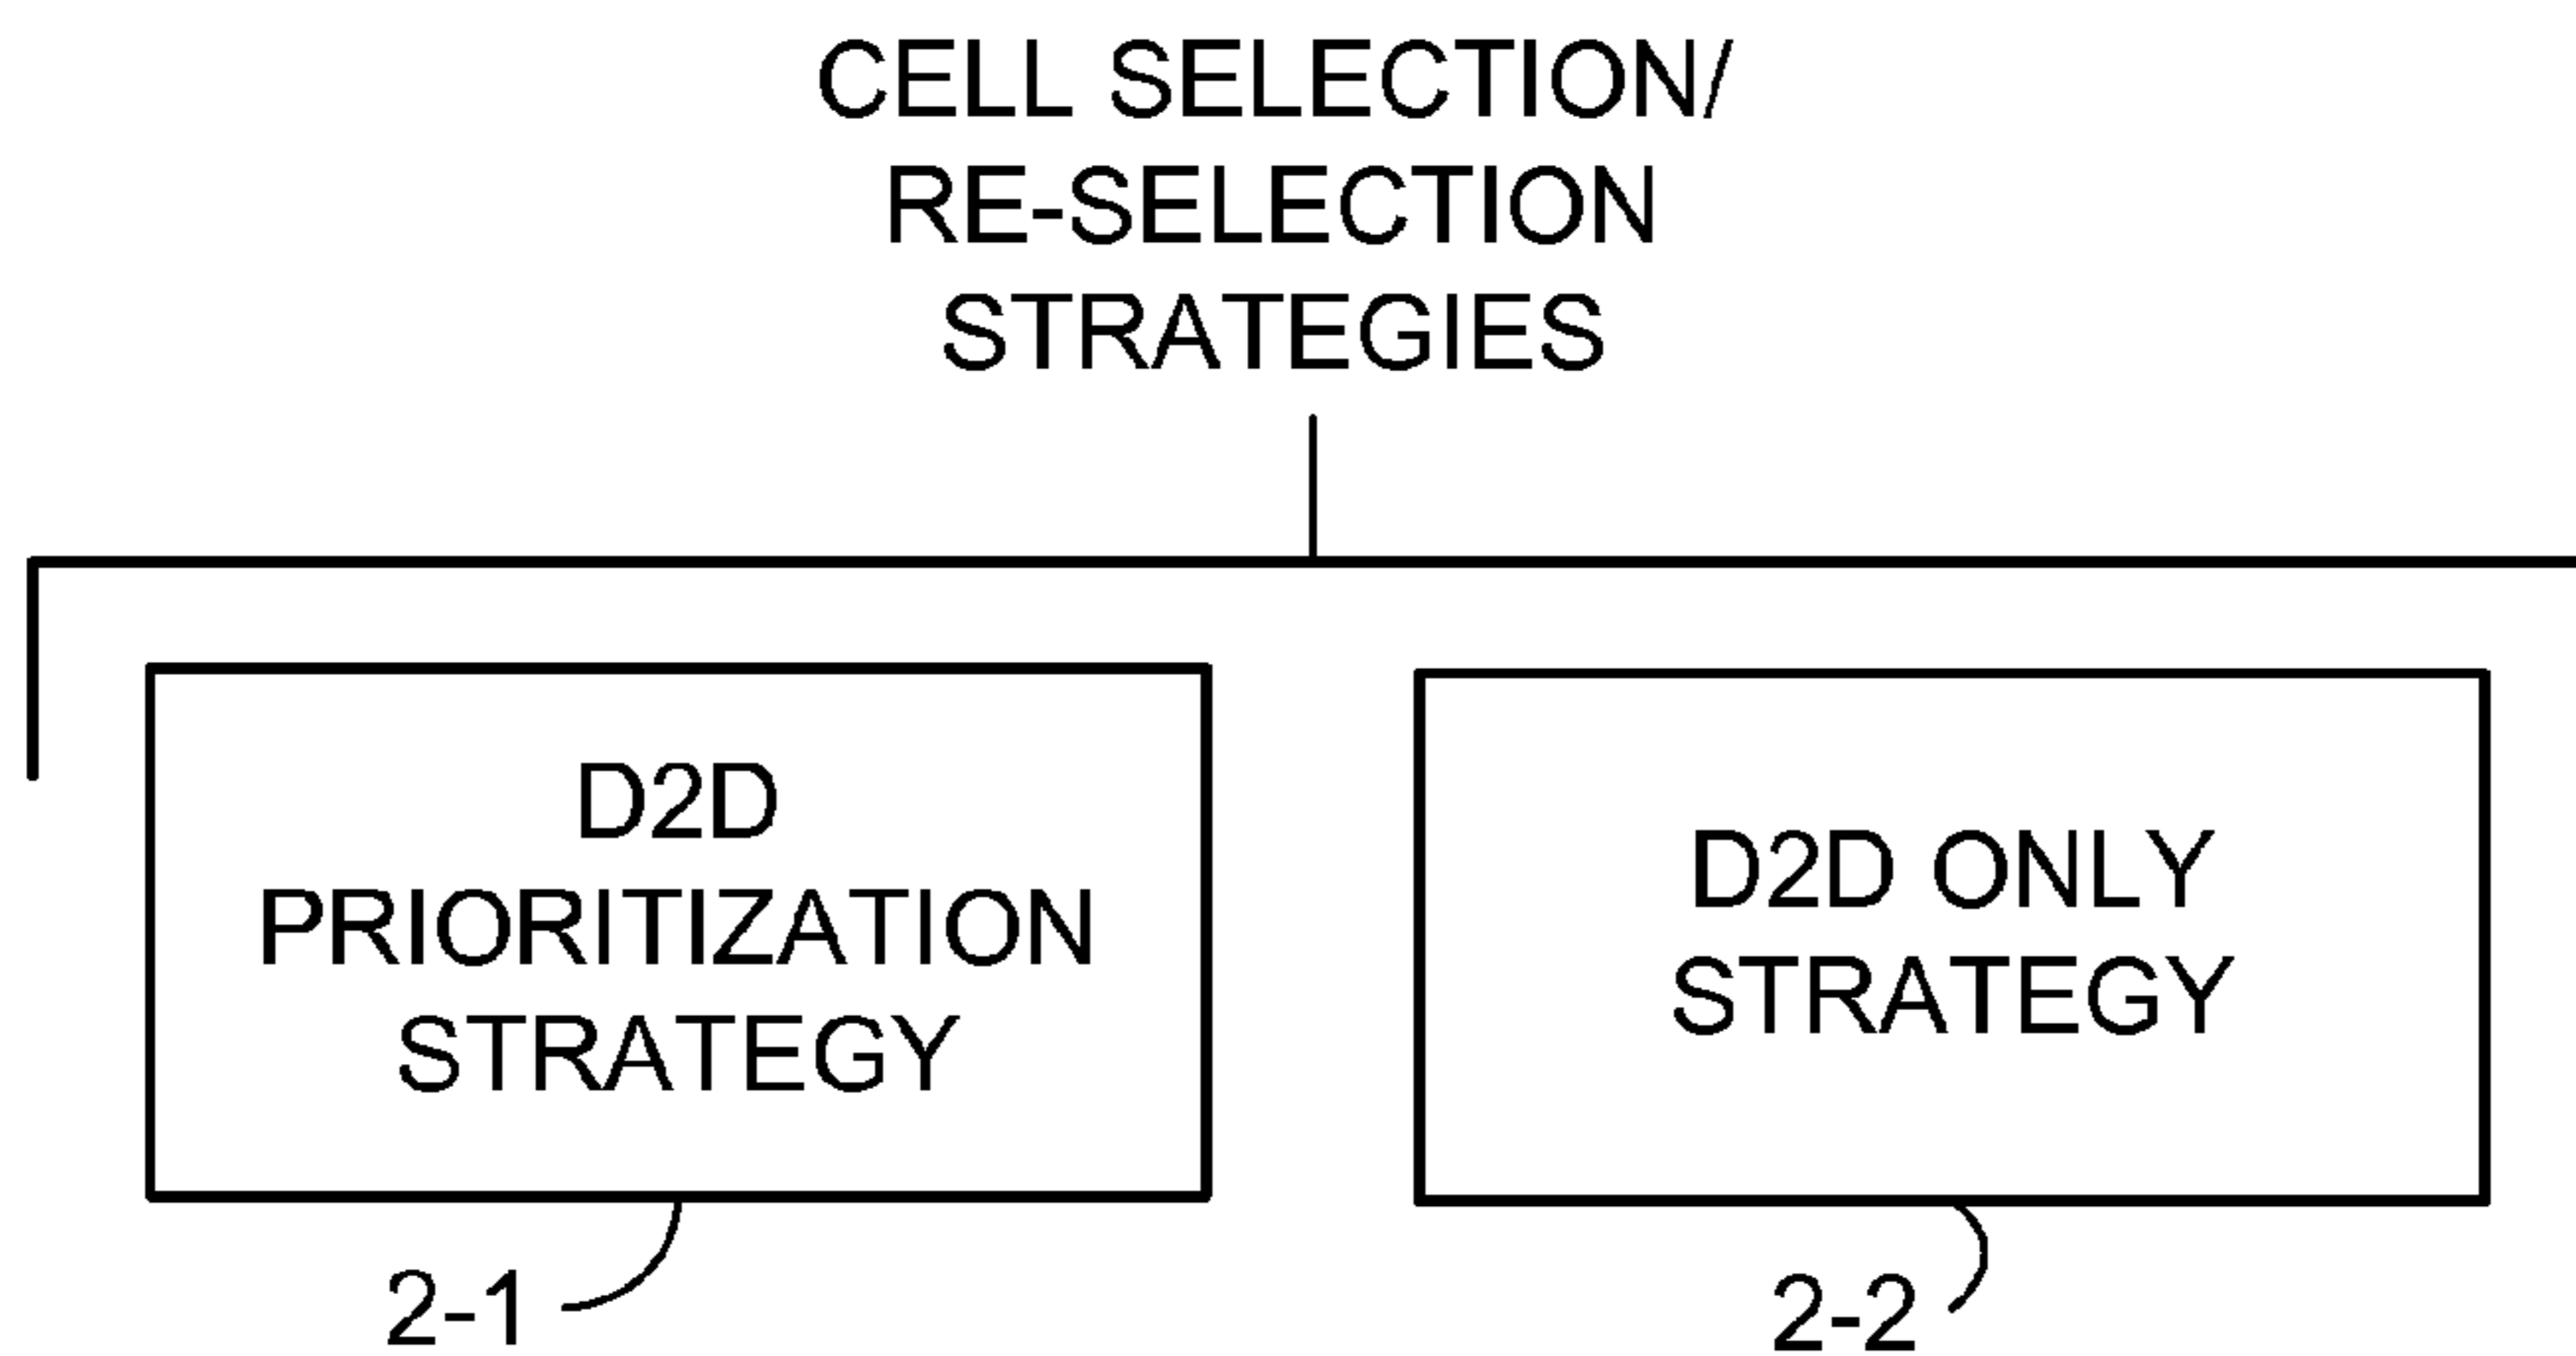 CELL SELECTION/
RE-SELECTION
STRATEGIES
D2D
PRIORITIZATION
STRATEGY
2-1
D2D ONLY
STRATEGY
2-2